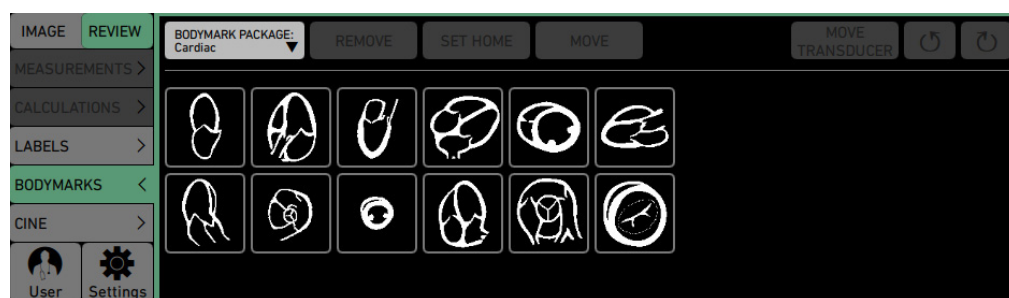 IMAGE REVIEW
BODYMARK PACKAGE:
Cardiac
REMOVE
SET HOME
MOVE
MOVE
TRANSDUCER
MEASUREMENTS
CALCULATIONS
LABELS
BODYMARKS
CINE
User Settings